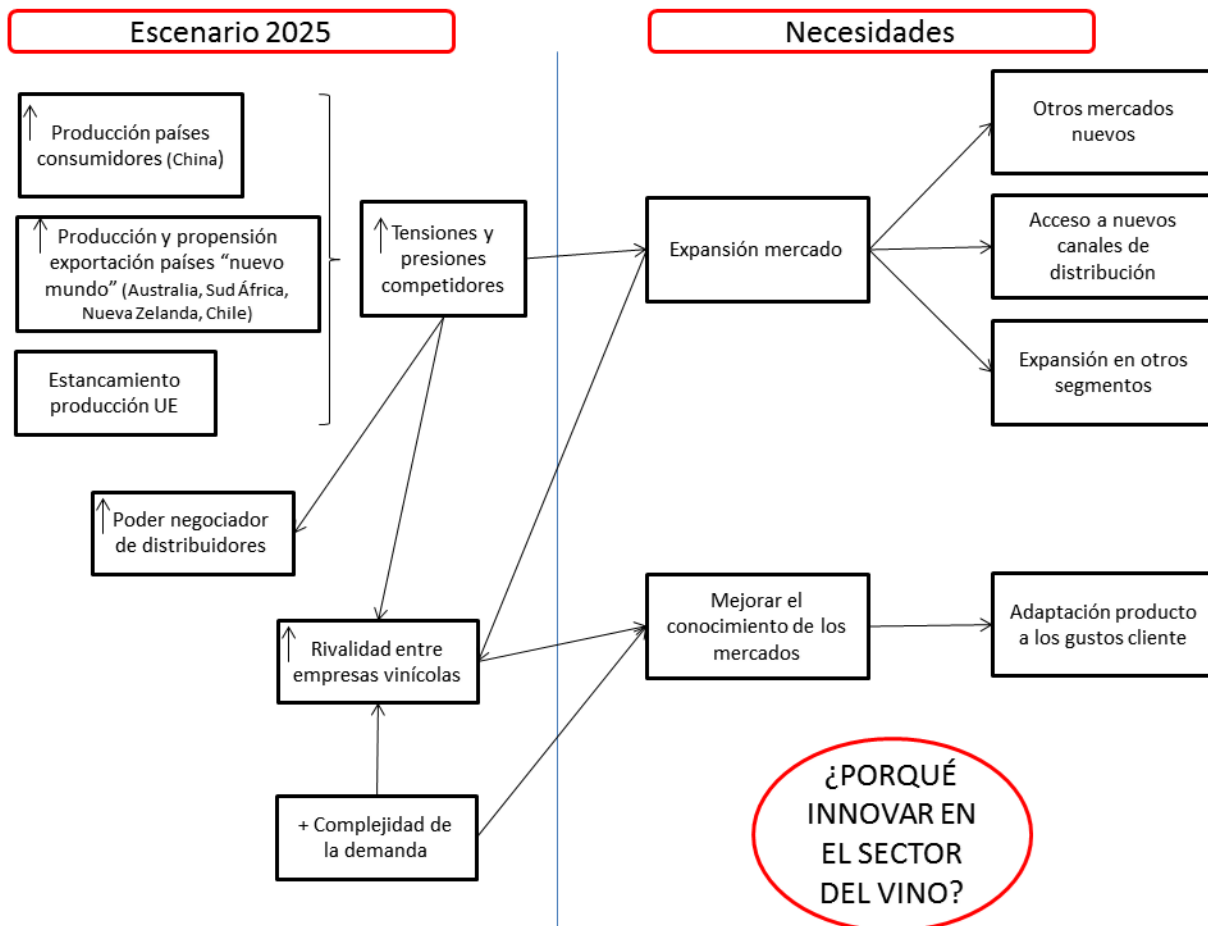 Escenario 2025
Necesidades
Producción países
consumidores (China)
Producción y propensión
exportación países “nuevo
mundo” (Australia, Sud África,
Nueva Zelanda, Chile)
Estancamiento
producción UE
Tensiones y
presiones
competidores
Poder negociador
de distribuidores
Rivalidad entre
empresas vinícolas
+ Complejidad de
la demanda
Expansión mercado
Otros mercados
nuevos
Acceso a nuevos
canales de
distribución
Expansión en otros
segmentos
Mejorar el
conocimiento de los
mercados
Adaptación producto
a los gustos cliente
¿PORQUÉ
INNOVAR EN
EL SECTOR
DEL VINO?